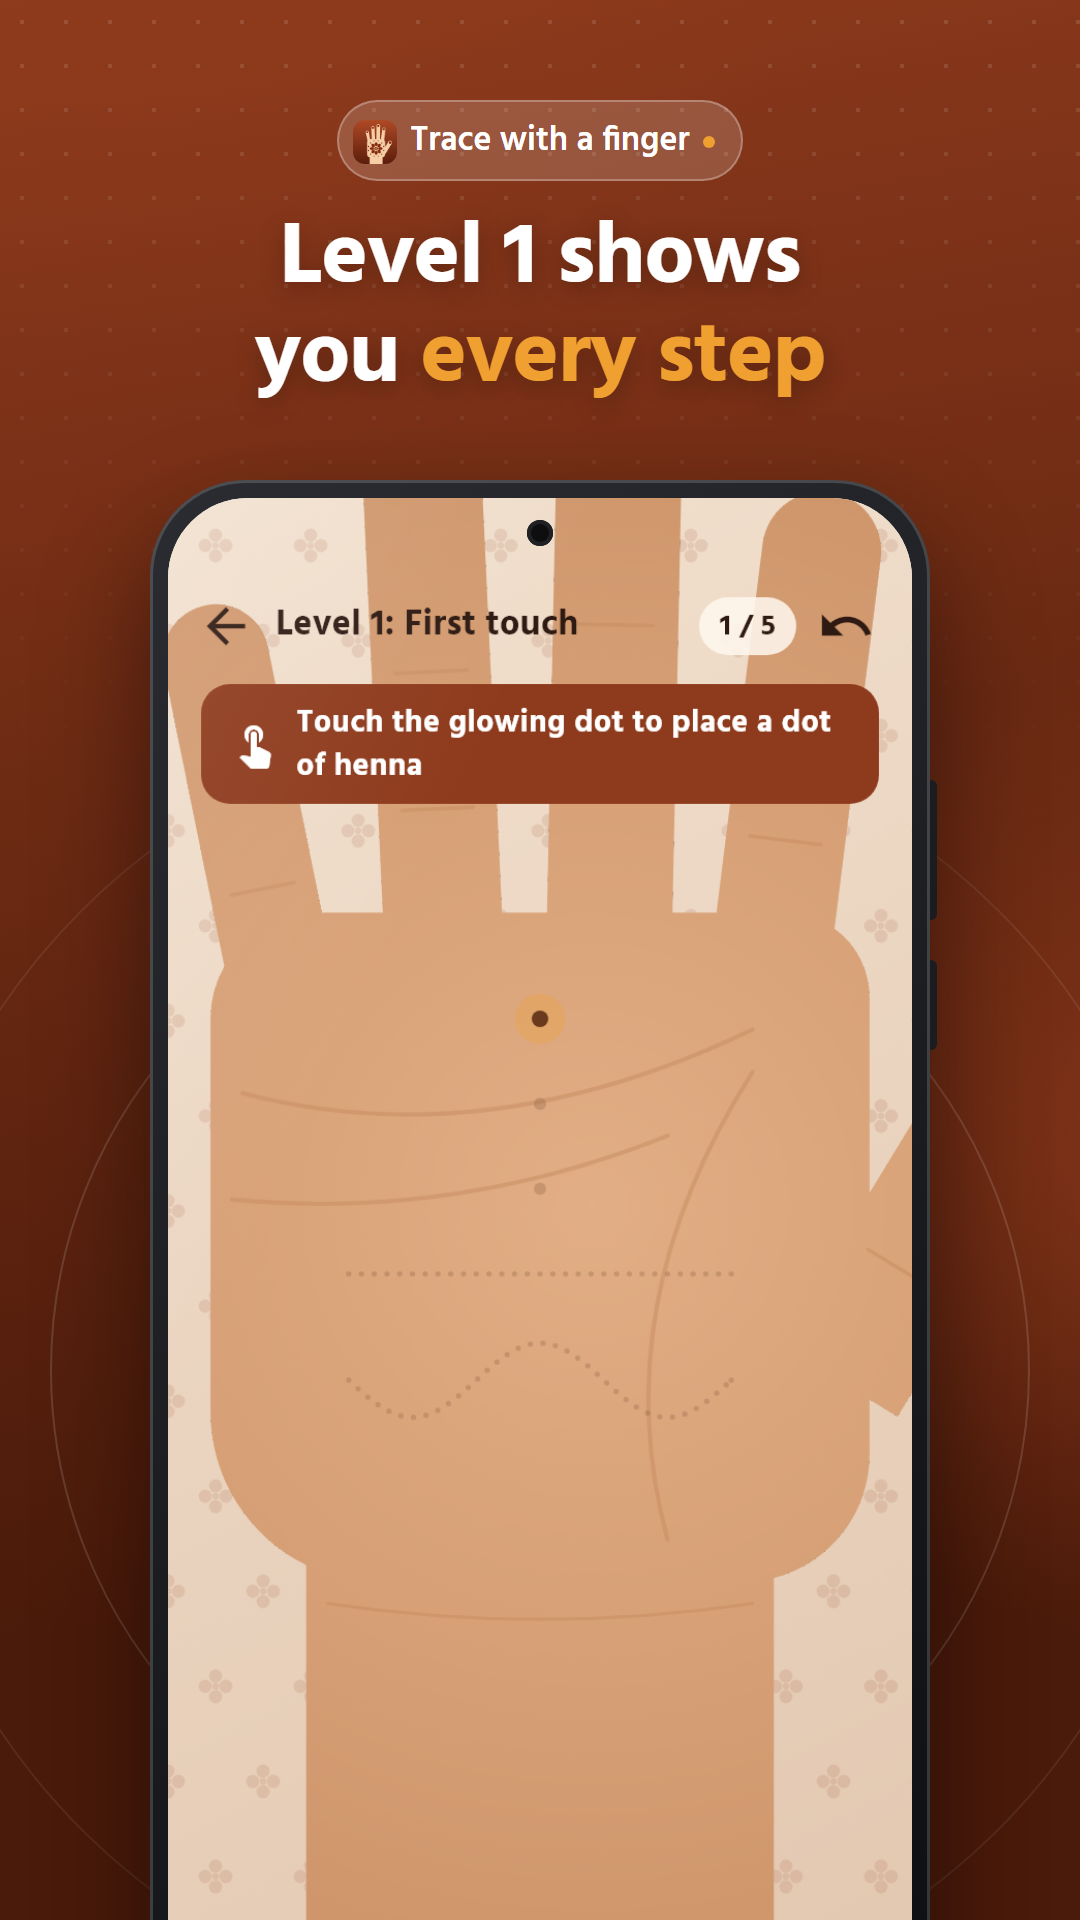 Trace with a finger
Level 1 shows
you every step
Level 1: First touch
1 / 5
Touch the glowing dot to place a dot
of henna